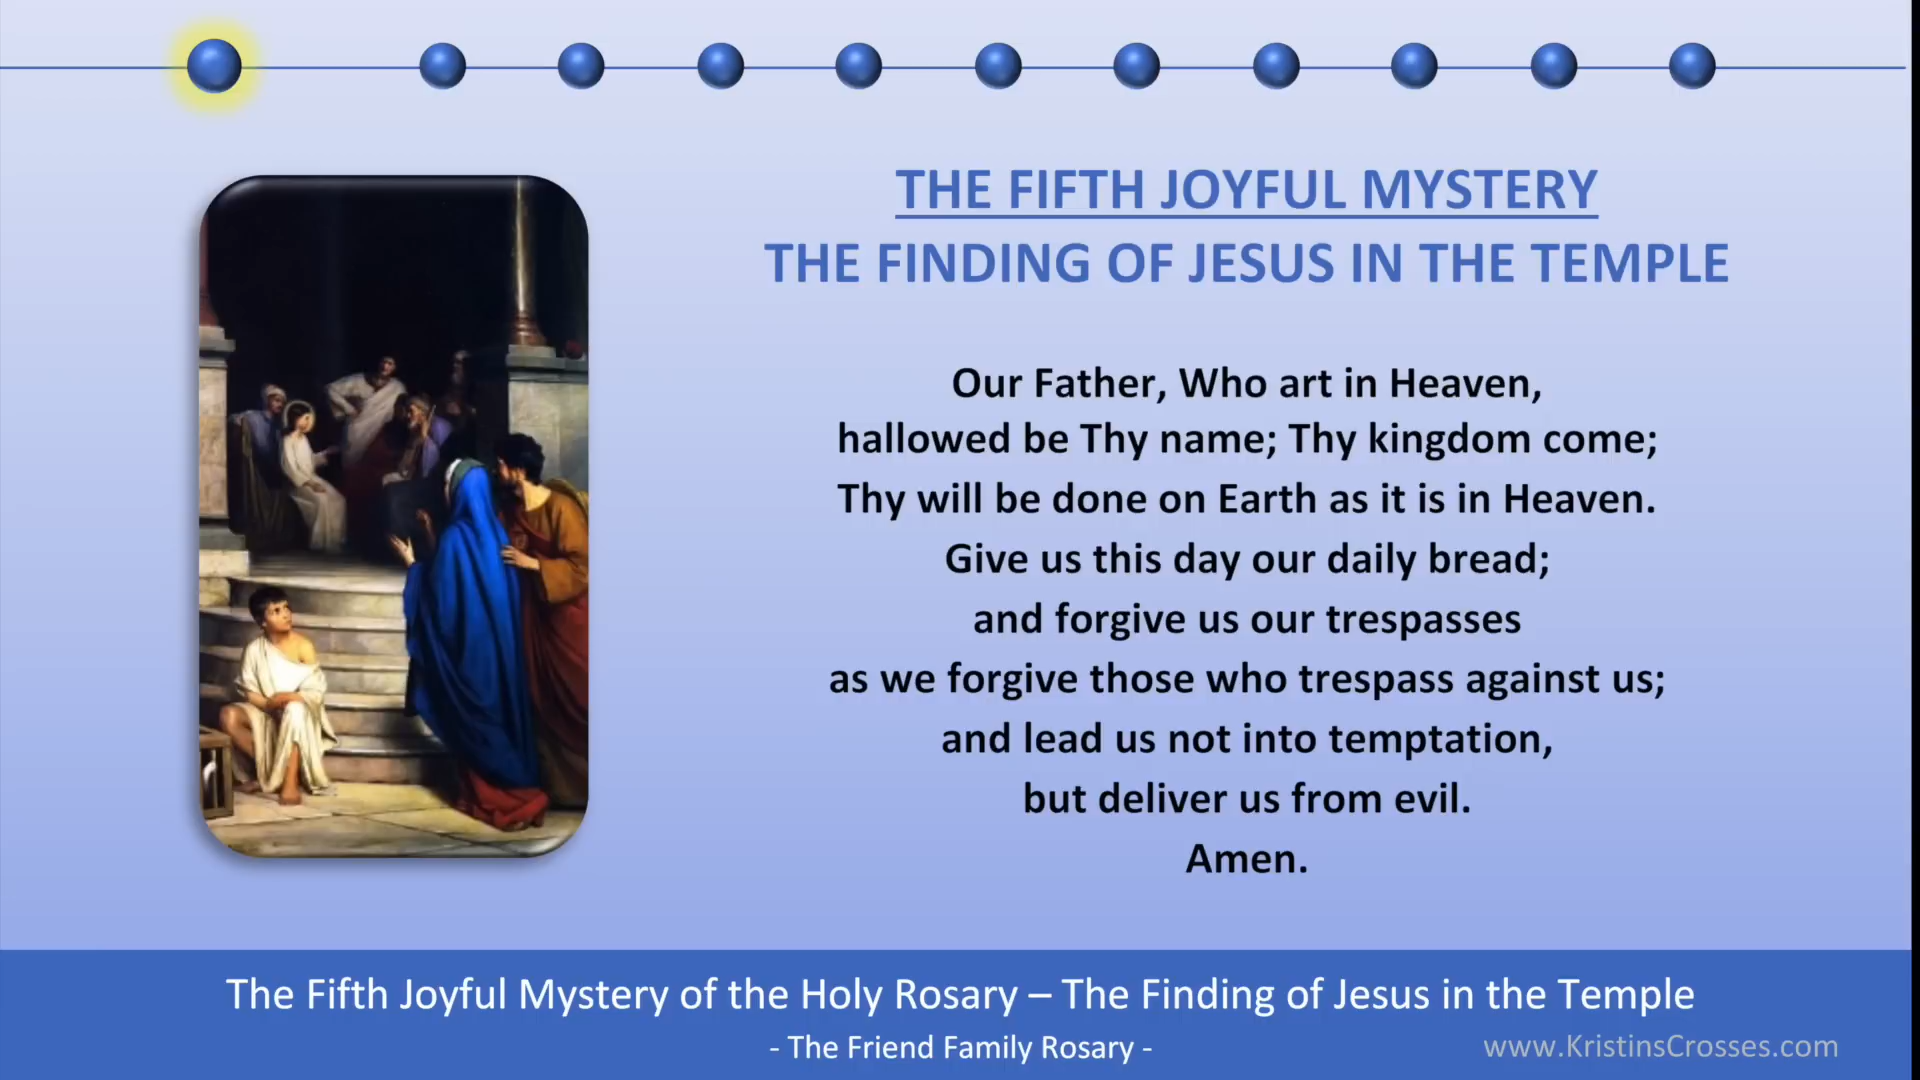 THE FIFTH JOYFUL MYSTERY
THE FINDING OF JESUS IN THE TEMPLE
Our Father, Who art in Heaven,
hallowed be Thy name; Thy kingdom come;
Thy will be done on Earth as it is in Heaven.
Give us this day our daily bread;
and forgive us our trespasses
as we forgive those who trespass against us;
and lead us not into temptation,
but deliver us from evil.
Amen.
The Fifth Joyful Mystery of the Holy Rosary – The Finding of Jesus in the Temple
- The Friend Family Rosary -
www.KristinsCrosses.com